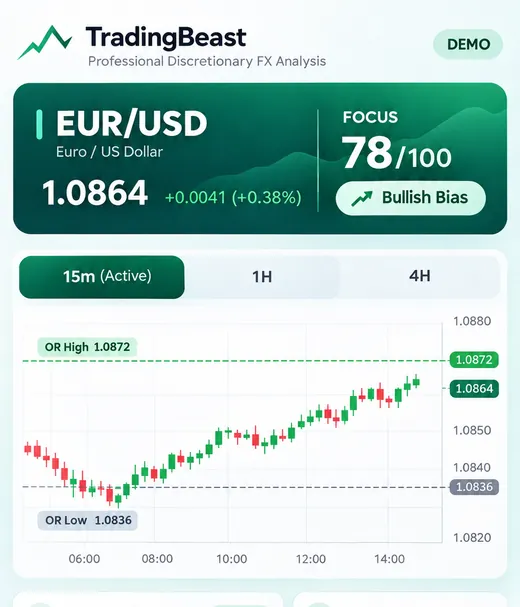 TradingBeast
Professional Discretionary FX Analysis
DEMO
EUR/USD
Euro / US Dollar
1.0864 +0.0041 (+0.38%)
FOCUS
78/100
Bullish Bias
15m (Active)
1H
4H
OR High 1.0872
OR Low 1.0836
1.0880
1.0872
1.0864
1.0850
1.0840
1.0836
1.0820
06:00 08:00 10:00 12:00 14:00